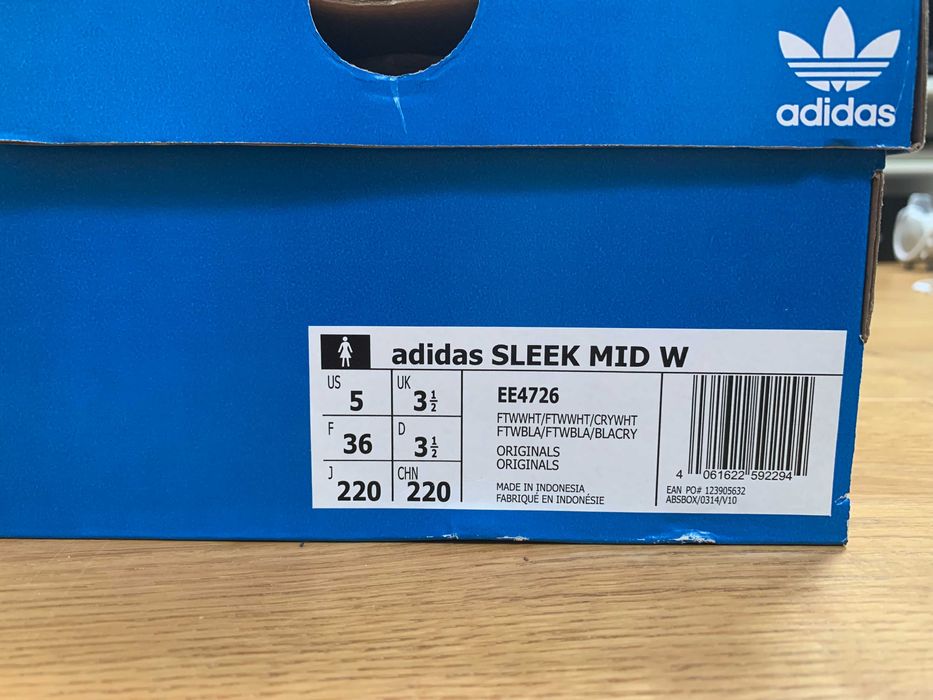 adidas
adidas SLEEK MID W
US 5 UK 3½
F 36 D 3½
J 220 CHN 220
EE4726
FTWWHT/FTWWHT/CRYWHT
FTWBLA/FTWBLA/BLACRY
ORIGINALS
ORIGINALS
MADE IN INDONESIA
FABRIQUÉ EN INDONÉSIE
4 061622 592294
EAN PO# 123905632
ABSBOX/0314/V10